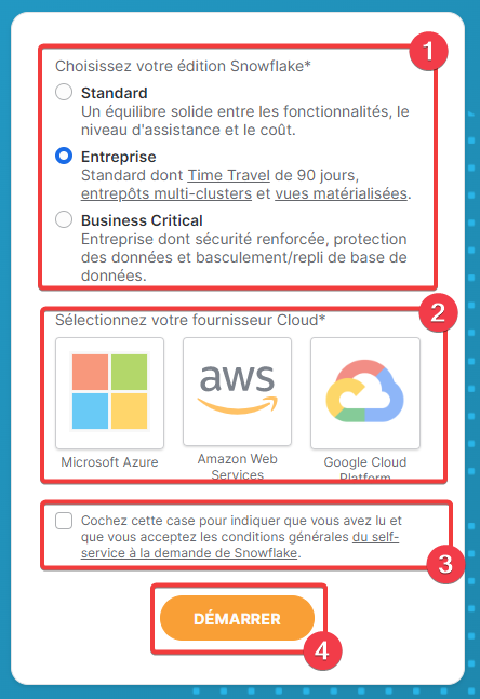 1
Choisissez votre édition Snowflake*
Standard
Un équilibre solide entre les fonctionnalités, le
niveau d'assistance et le coût.
Entreprise
Standard dont Time Travel de 90 jours,
entrepôts multi-clusters et vues matérialisées.
Business Critical
Entreprise dont sécurité renforcée, protection
des données et basculement/repli de base de
données.
2
Sélectionnez votre fournisseur Cloud*
aws
Microsoft Azure
Amazon Web
Services
Google Cloud
Platform
Cochez cette case pour indiquer que vous avez lu et
que vous acceptez les conditions générales du self-
service à la demande de Snowflake.
3
DÉMARRER
4